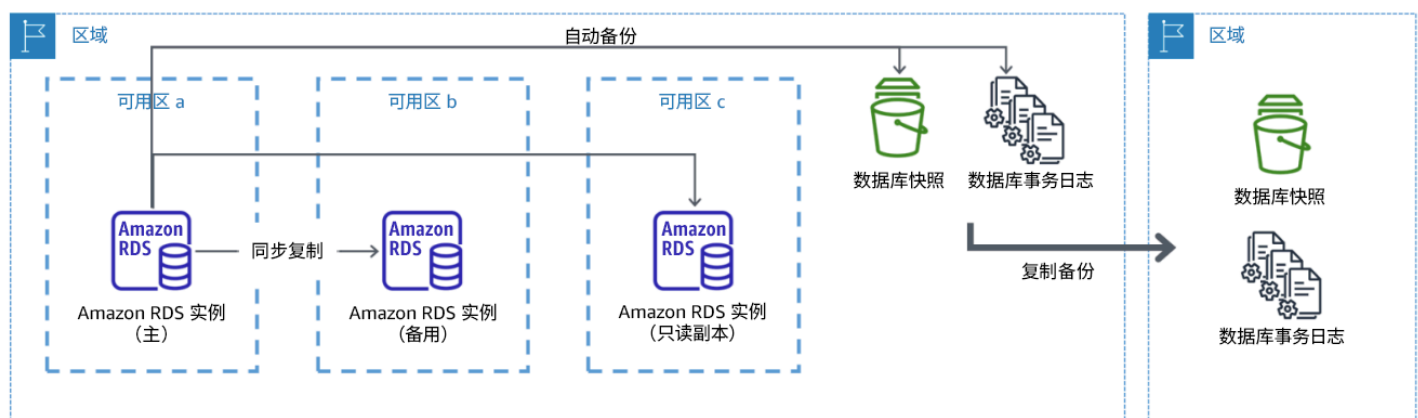 区域
自动备份
区域
可用区 a
可用区 b
可用区 c
数据库快照
数据库事务日志
数据库快照
Amazon
RDS
同步复制
Amazon
RDS
Amazon
RDS
复制备份
Amazon RDS 实例
（主）
Amazon RDS 实例
（备用）
Amazon RDS 实例
（只读副本）
数据库事务日志